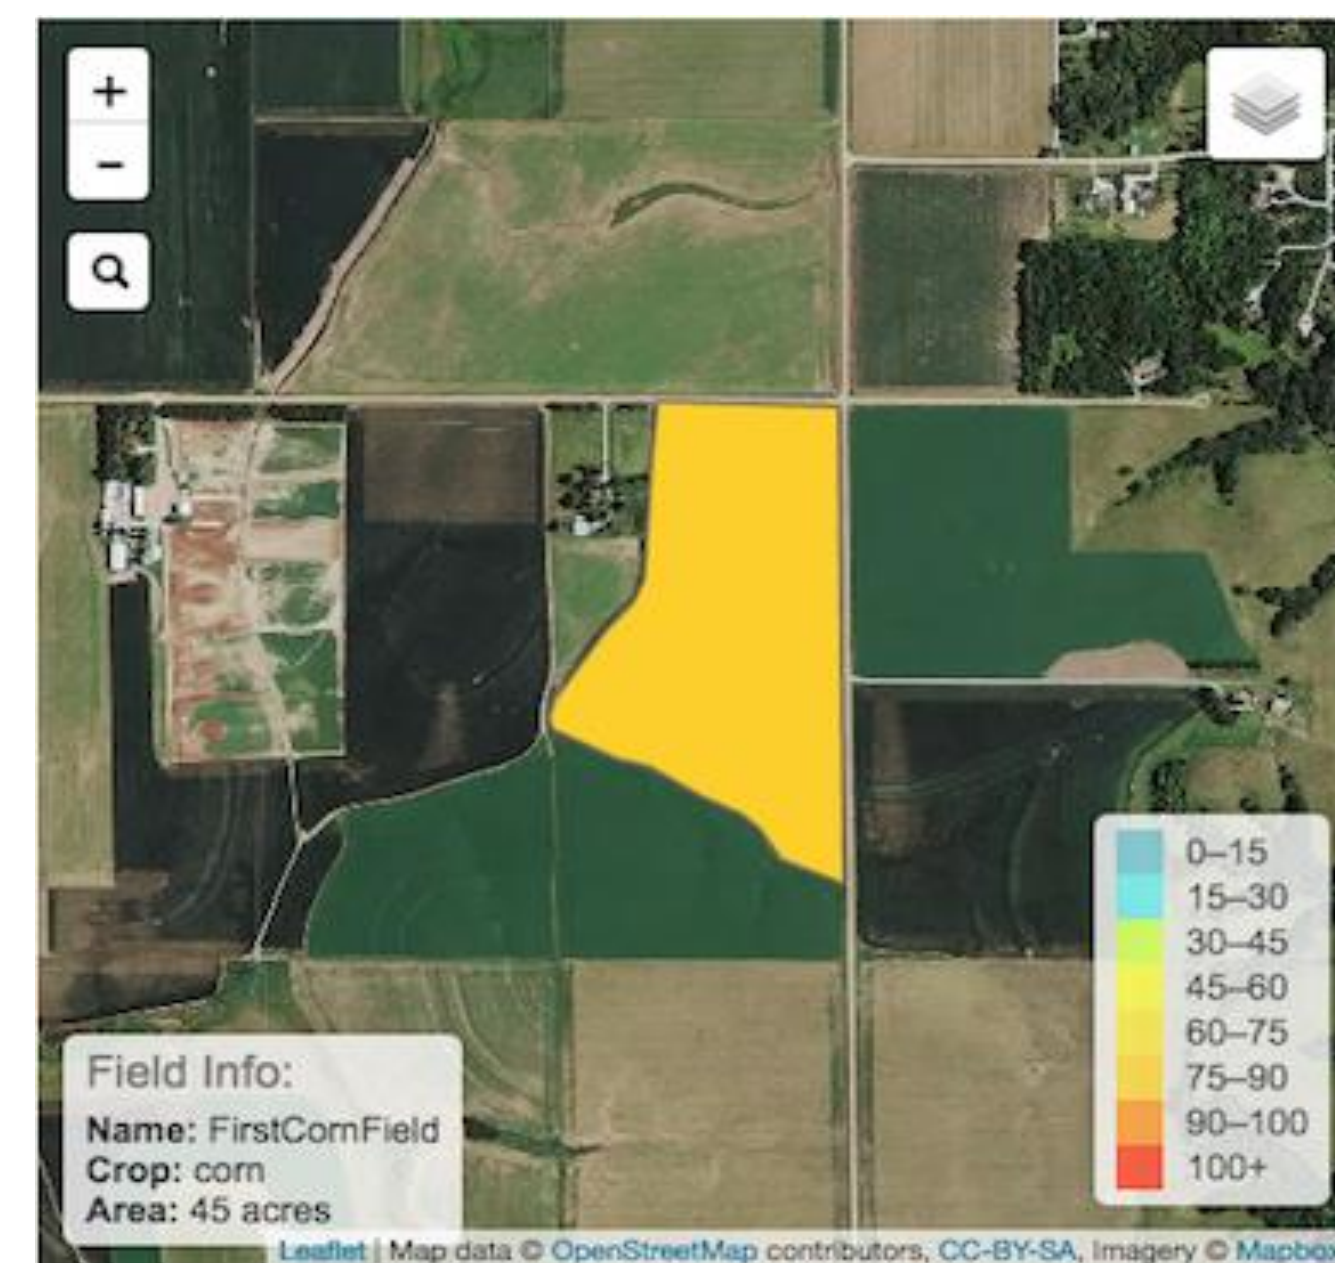 +
−
0–15
15–30
30–45
45–60
60–75
75–90
90–100
100+
Field Info:
Name: FirstCornField
Crop: corn
Area: 45 acres
Leaflet | Map data © OpenStreetMap contributors, CC-BY-SA, Imagery © Mapbox